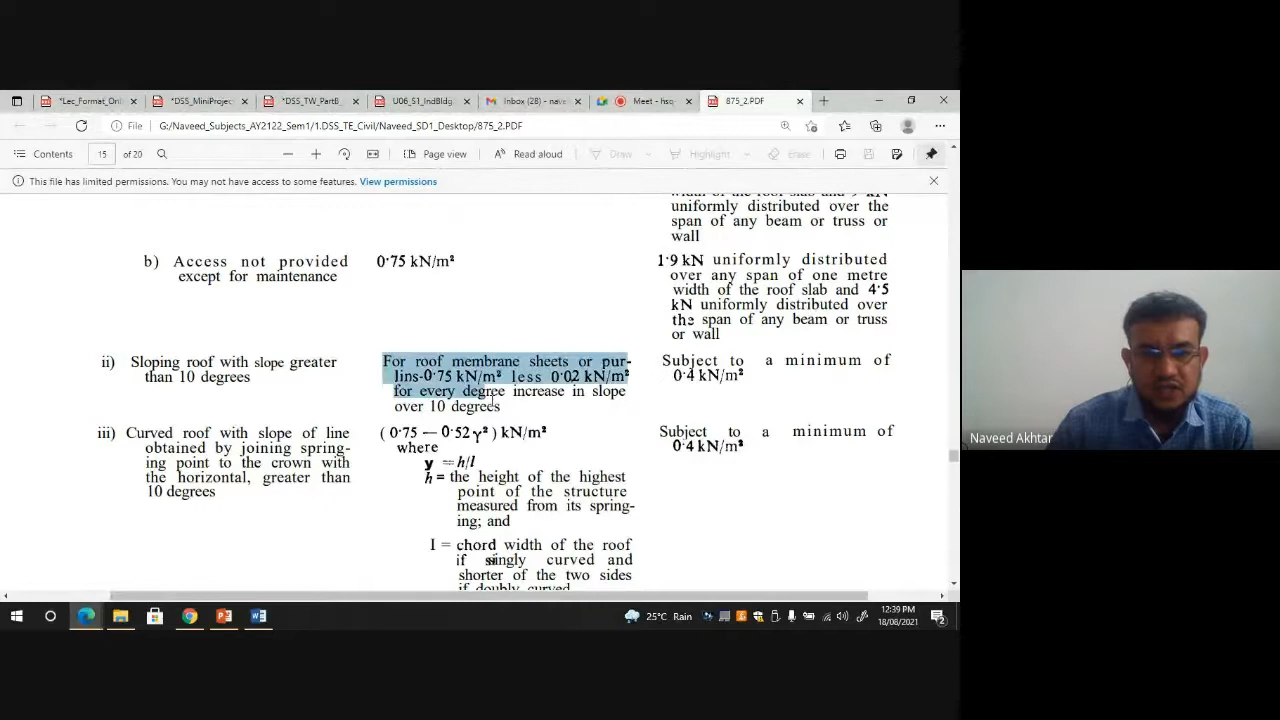 *Lec_Format_Onl
*DSS_MiniProjec
*DSS_TW_PartB_
U06_S1_IndBldg
Inbox (28) - nave
Meet - hsq-
875_2.PDF
File G:/Naveed_Subjects_AY2122_Sem1/1.DSS_TE_Civil/Naveed_SD1_Desktop/875_2.PDF
Contents 15 of 20 Page view Read aloud Draw Highlight Erase
This file has limited permissions. You may not have access to some features. View permissions
uniformly distributed over the
span of any beam or truss or
wall
b) Access not provided
except for maintenance
0·75 kN/m²
1·9 kN uniformly distributed
over any span of one metre
width of the roof slab and 4·5
kN uniformly distributed over
the span of any beam or truss
or wall
ii) Sloping roof with slope greater
than 10 degrees
For roof membrane sheets or pur-
lins-0·75 kN/m² less 0·02 kN/m²
for every degree increase in slope
over 10 degrees
Subject to a minimum of
0·4 kN/m²
iii) Curved roof with slope of line
obtained by joining spring-
ing point to the crown with
the horizontal, greater than
10 degrees
( 0·75 — 0·52 γ² ) kN/m²
where
y = h/l
h = the height of the highest
point of the structure
measured from its spring-
ing; and
I = chord width of the roof
if singly curved and
shorter of the two sides
if doubly curved
Subject to a minimum of
0·4 kN/m²
Naveed Akhtar
25°C Rain
12:39 PM
18/08/2021
2